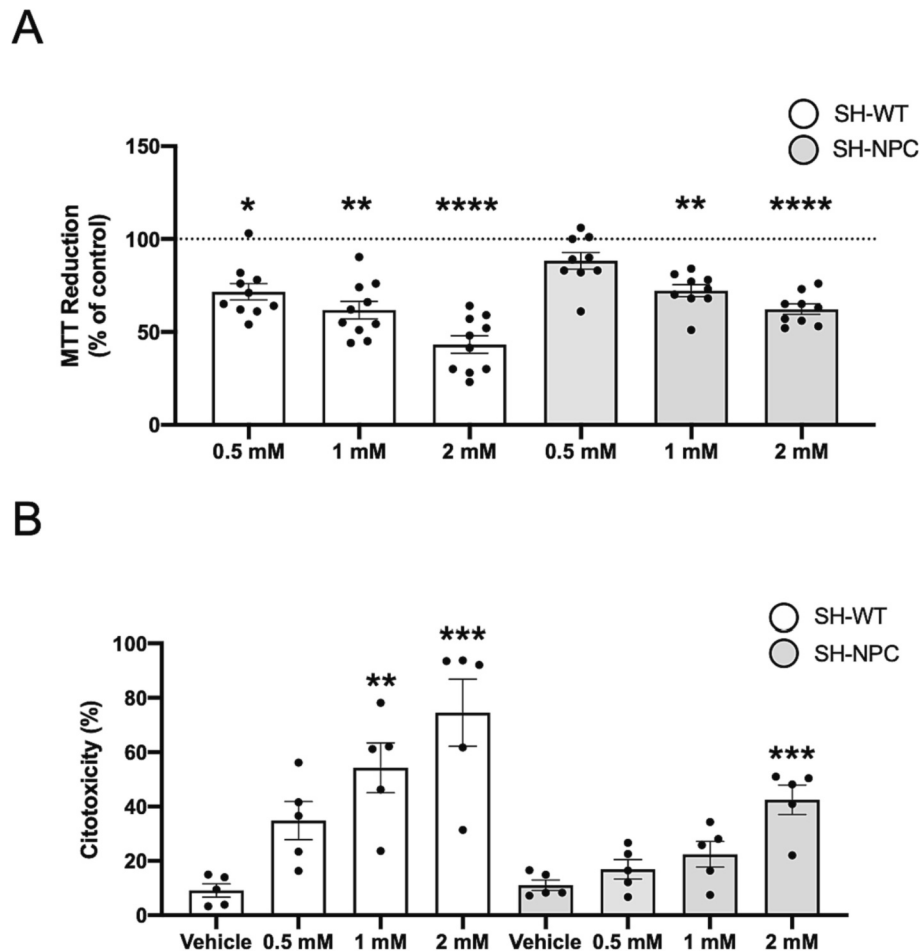 A
SH-WT
SH-NPC
150
100
50
0
MTT Reduction
(% of control)
* ** **** ** ****
0.5 mM 1 mM 2 mM 0.5 mM 1 mM 2 mM
B
SH-WT
SH-NPC
100
80
60
40
20
0
Citotoxicity (%)
** *** ***
Vehicle 0.5 mM 1 mM 2 mM Vehicle 0.5 mM 1 mM 2 mM